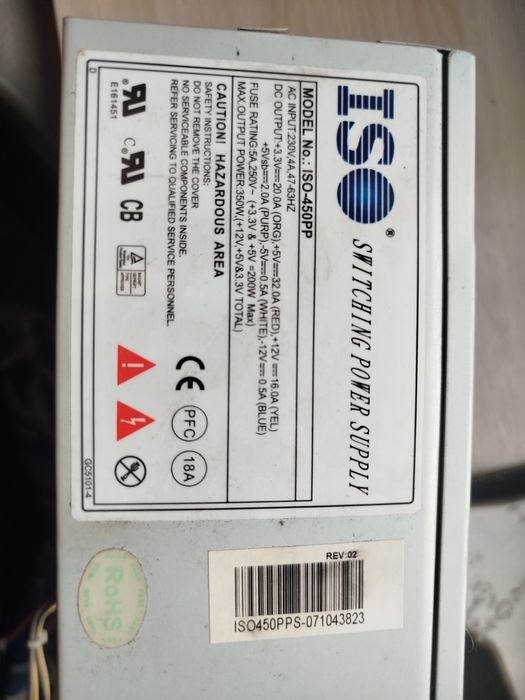 ISO® SWITCHING POWER SUPPLY
MODEL No.: ISO-450PP
AC INPUT:230V,4A,47-63HZ
DC OUTPUT:+3.3V⎓20.0A (ORG),+5V⎓32.0A (RED),+12V⎓16.0A (YEL)
+5Vsb⎓2.0A (PURP),-5V⎓0.5A (WHITE),-12V⎓0.5A (BLUE)
FUSE RATING:5A,250V~ (+3.3V & +5V =200W Max)
MAX.OUTPUT POWER:350W,(+12V,+5V&3.3V TOTAL)
CAUTION! HAZARDOUS AREA
SAFETY INSTRUCTIONS:
DO NOT REMOVE THE COVER
NO SERVICEABLE COMPONENTS INSIDE.
REFER SERVICING TO QUALIFIED SERVICE PERSONNEL.
CE PFC 18A
E161451
CB
D
GC5101-4
REV:02
ISO450PPS-071043823
RoHS